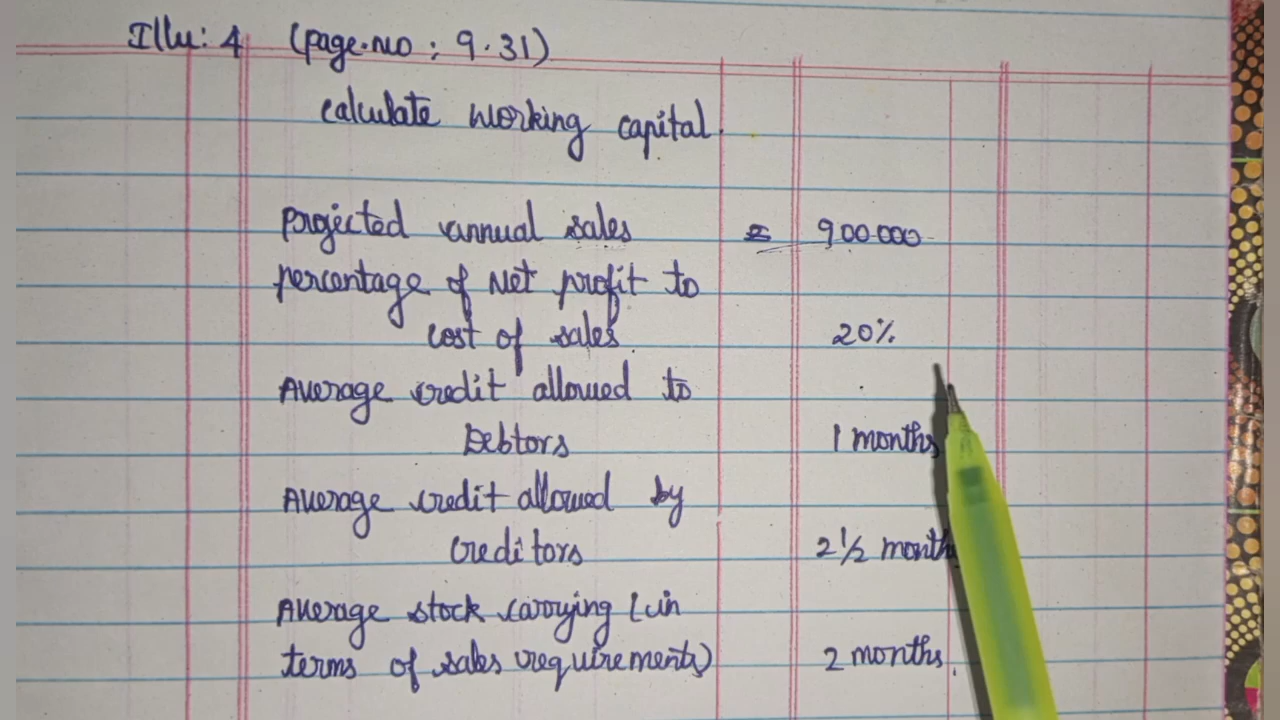 Illu: 4 (page.no : 9.31)
calculate working capital.
projected annual sales = 900000
percentage of Net profit to
cost of sales. 20%
Average credit allowed to
Debtors 1 months
Average credit allowed by
creditors 2½ month
Average stock carrying (in
terms of sales requirements) 2 months.